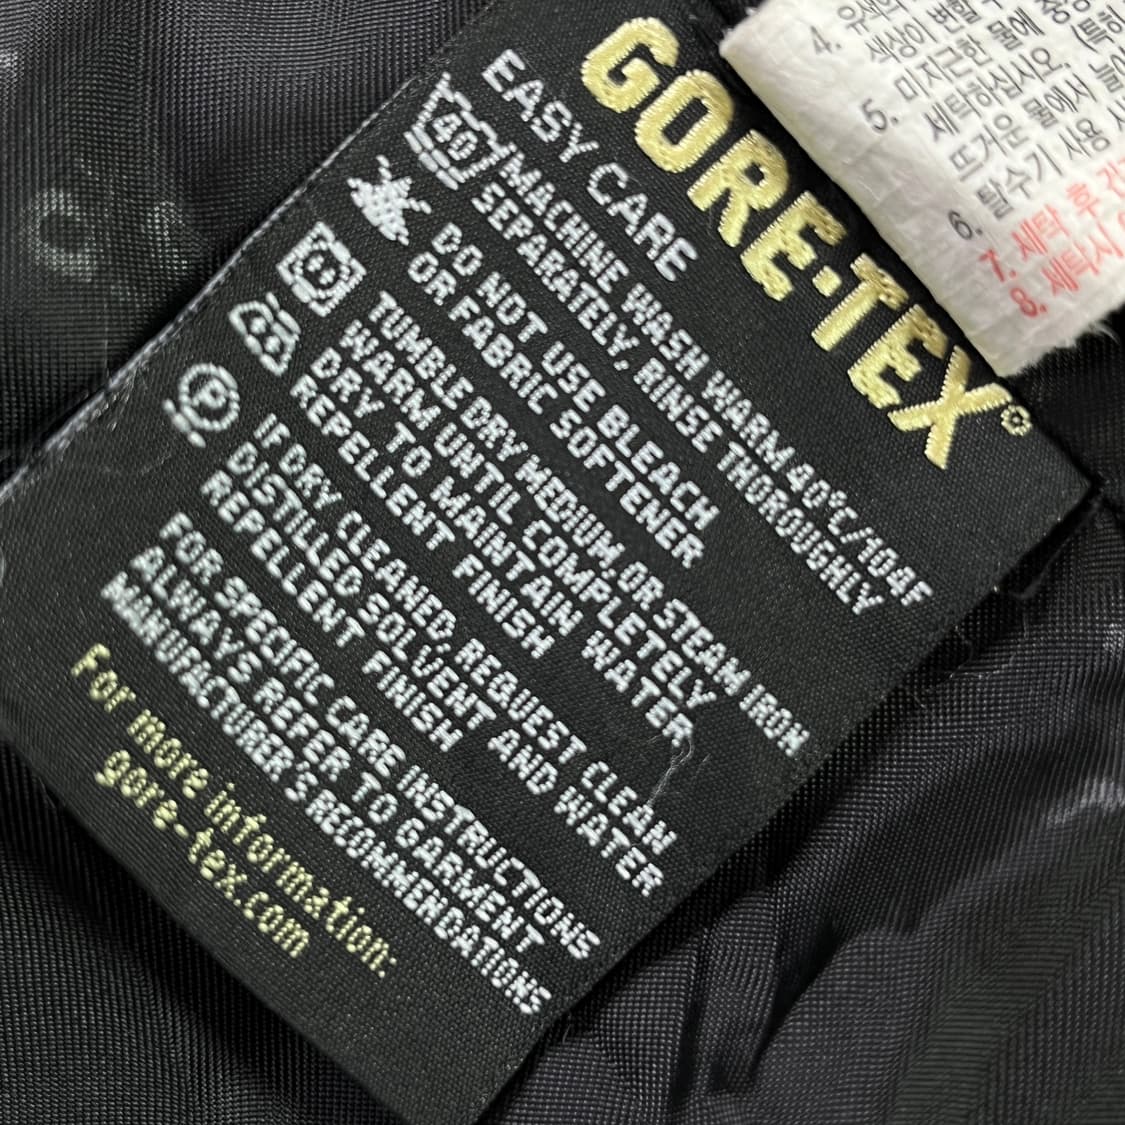 GORE-TEX®
EASY CARE
40
MACHINE WASH WARM 40°C/104F
SEPARATELY, RINSE THOROUGHLY
DO NOT USE BLEACH
OR FABRIC SOFTENER
TUMBLE DRY MEDIUM, OR STEAM IRON
WARM UNTIL COMPLETELY
DRY TO MAINTAIN WATER
REPELLENT FINISH
P
IF DRY CLEANED, REQUEST CLEAN
DISTILLED SOLVENT AND WATER
REPELLENT FINISH
FOR SPECIFIC CARE INSTRUCTIONS
ALWAYS REFER TO GARMENT
MANUFACTURER'S RECOMMENDATIONS
For more information:
gore-tex.com
4.
세상이 변할
5. 미지근한 물에
세탁하십시오.
뜨거운 물에서
탈수기 사용
6.
7. 세탁 후
8. 세탁시